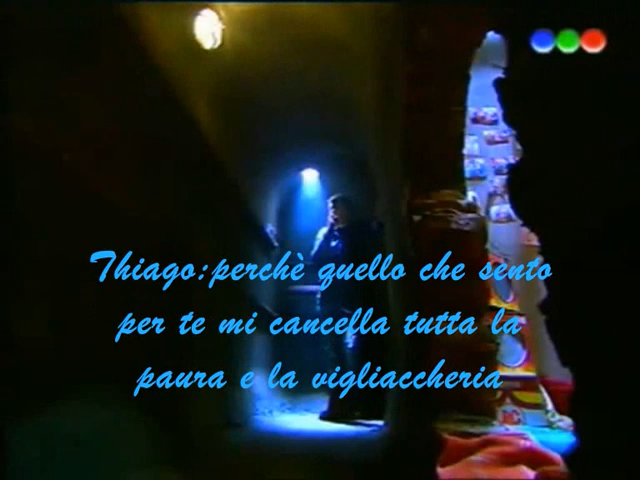 Thiago:perchè quello che sento
per te mi cancella tutta la
paura e la vigliaccheria